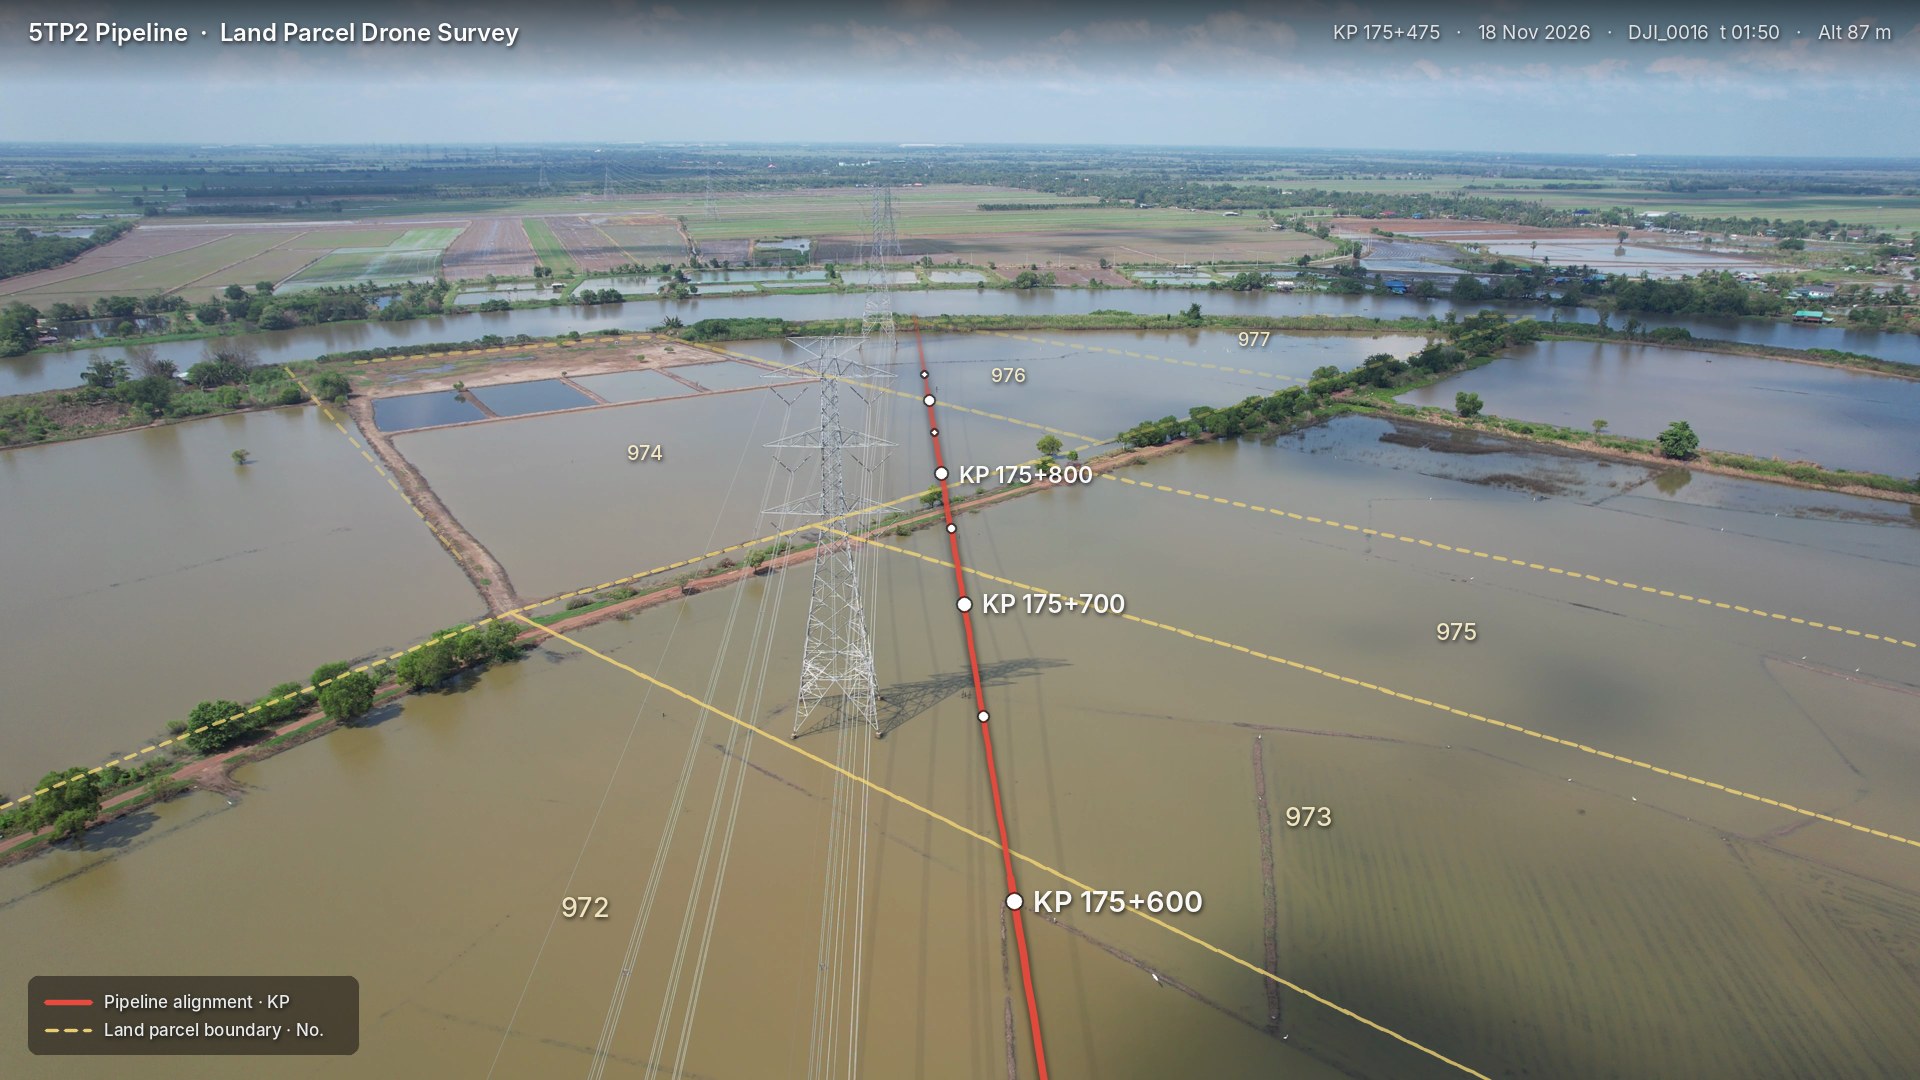 5TP2 Pipeline · Land Parcel Drone Survey
KP 175+475 · 18 Nov 2026 · DJI_0016 t 01:50 · Alt 87 m
977
976
974
KP 175+800
KP 175+700
975
973
KP 175+600
972
Pipeline alignment · KP
Land parcel boundary · No.